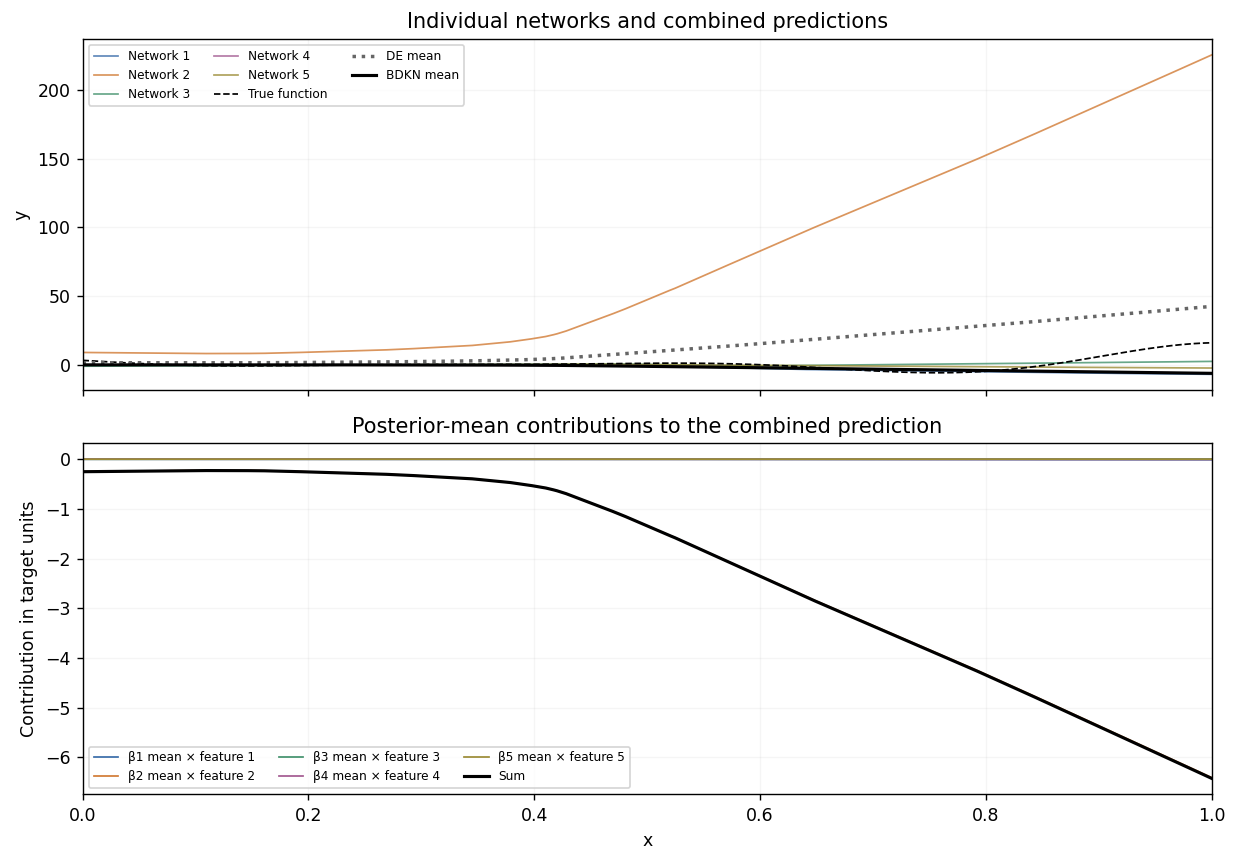 Individual networks and combined predictions
Network 1 Network 4 DE mean
Network 2 Network 5 BDKN mean
Network 3 True function
y
200
150
100
50
0
Posterior-mean contributions to the combined prediction
Contribution in target units
0
−1
−2
−3
−4
−5
−6
β1 mean × feature 1 β3 mean × feature 3 β5 mean × feature 5
β2 mean × feature 2 β4 mean × feature 4 Sum
0.0 0.2 0.4 0.6 0.8 1.0
x